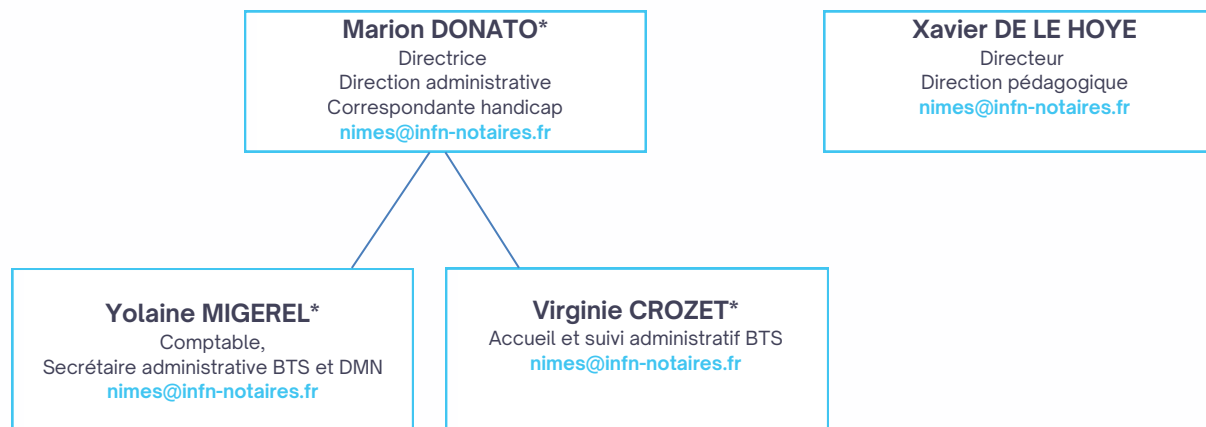 Marion DONATO*
Directrice
Direction administrative
Correspondante handicap
nimes@infn-notaires.fr
Xavier DE LE HOYE
Directeur
Direction pédagogique
nimes@infn-notaires.fr
Yolaine MIGEREL*
Comptable,
Secrétaire administrative BTS et DMN
nimes@infn-notaires.fr
Virginie CROZET*
Accueil et suivi administratif BTS
nimes@infn-notaires.fr